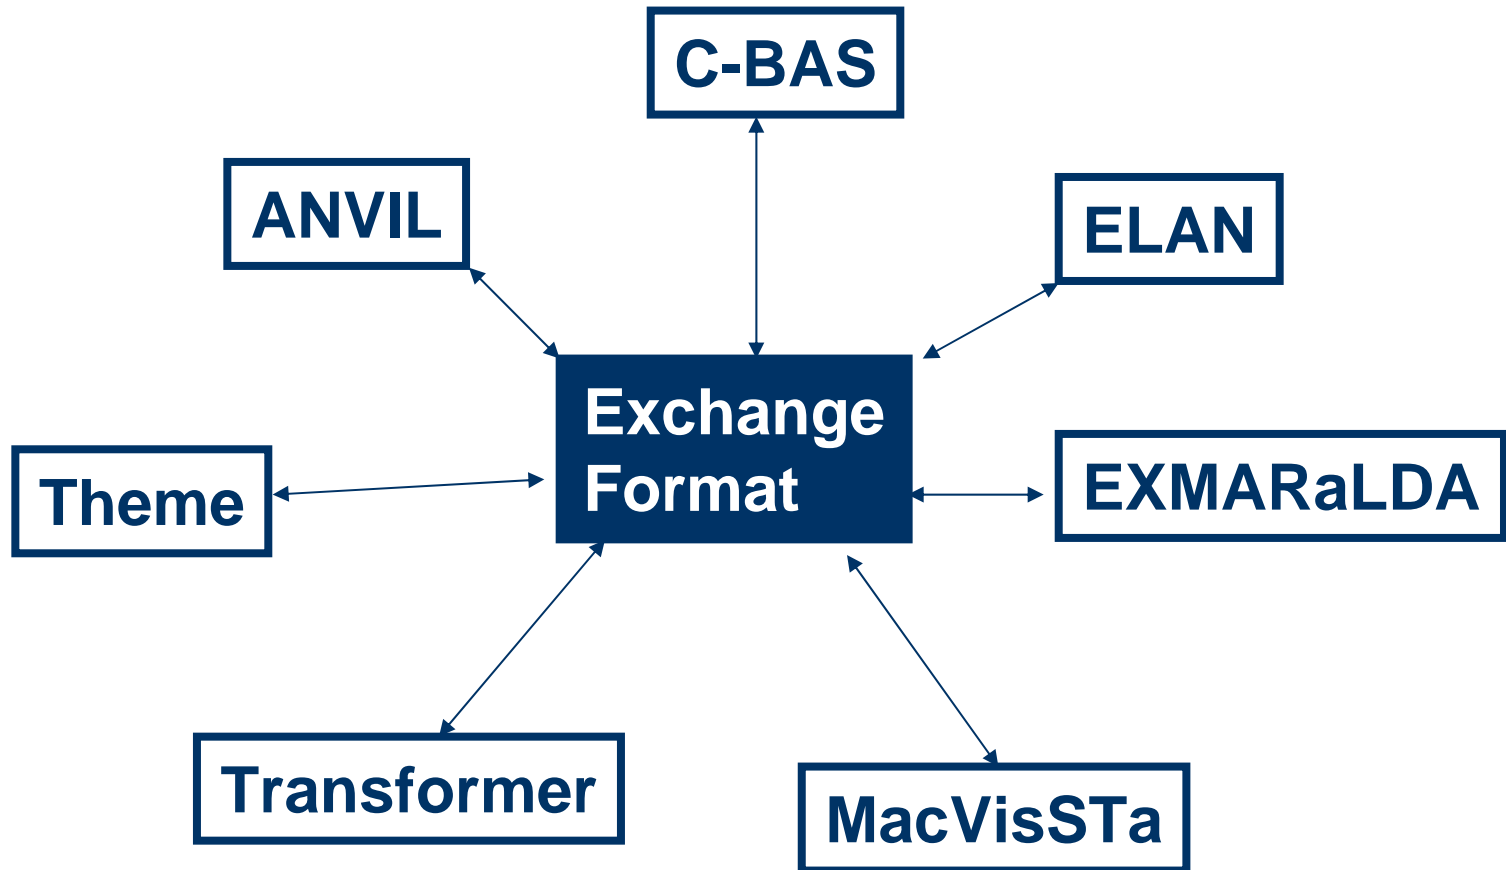 C-BAS
ANVIL
ELAN
Exchange
Format
Theme
EXMARaLDA
Transformer
MacVisSTa